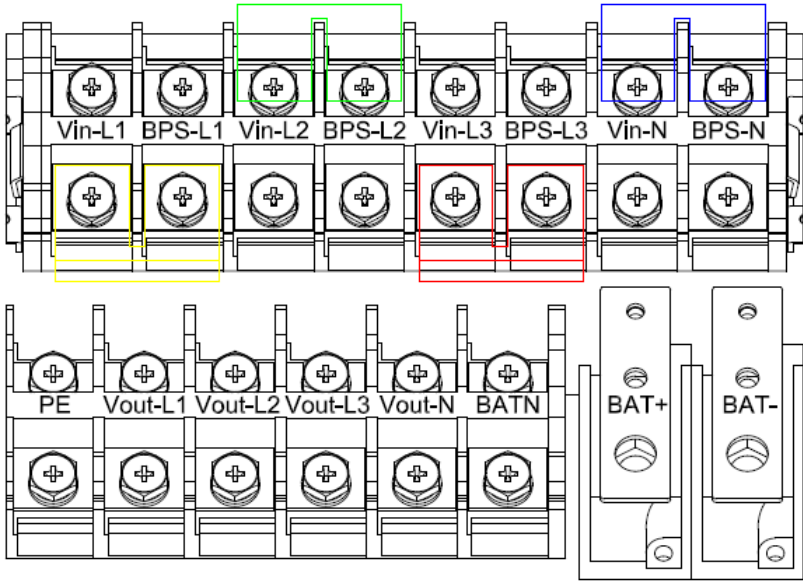 Vin-L1 BPS-L1 Vin-L2 BPS-L2 Vin-L3 BPS-L3 Vin-N BPS-N
PE Vout-L1 Vout-L2 Vout-L3 Vout-N BATN BAT+ BAT-